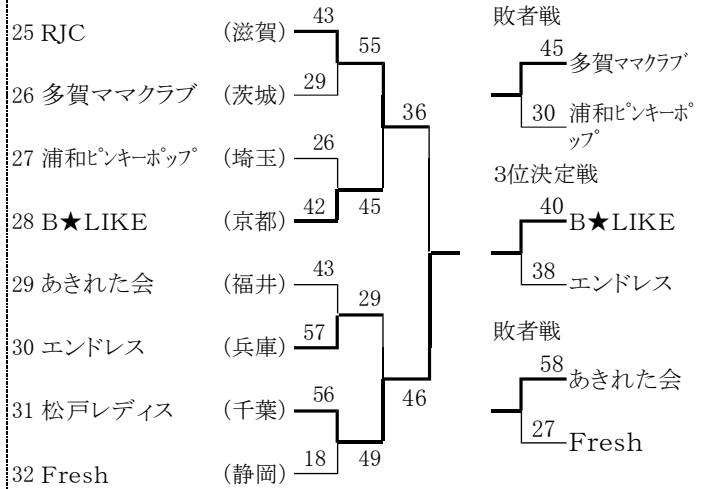 25 RJC (滋賀) 43
55
26 多賀ママクラブ (茨城) 29
36
27 浦和ピンキーポップ (埼玉) 26
28 B★LIKE (京都) 42
45
29 あきれた会 (福井) 43
29
30 エンドレス (兵庫) 57
31 松戸レディス (千葉) 56
46
32 Fresh (静岡) 18
49
敗者戦
45 多賀ママクラブ
30 浦和ピンキーポ
ップ
3位決定戦
40 B★LIKE
38 エンドレス
敗者戦
58 あきれた会
27 Fresh